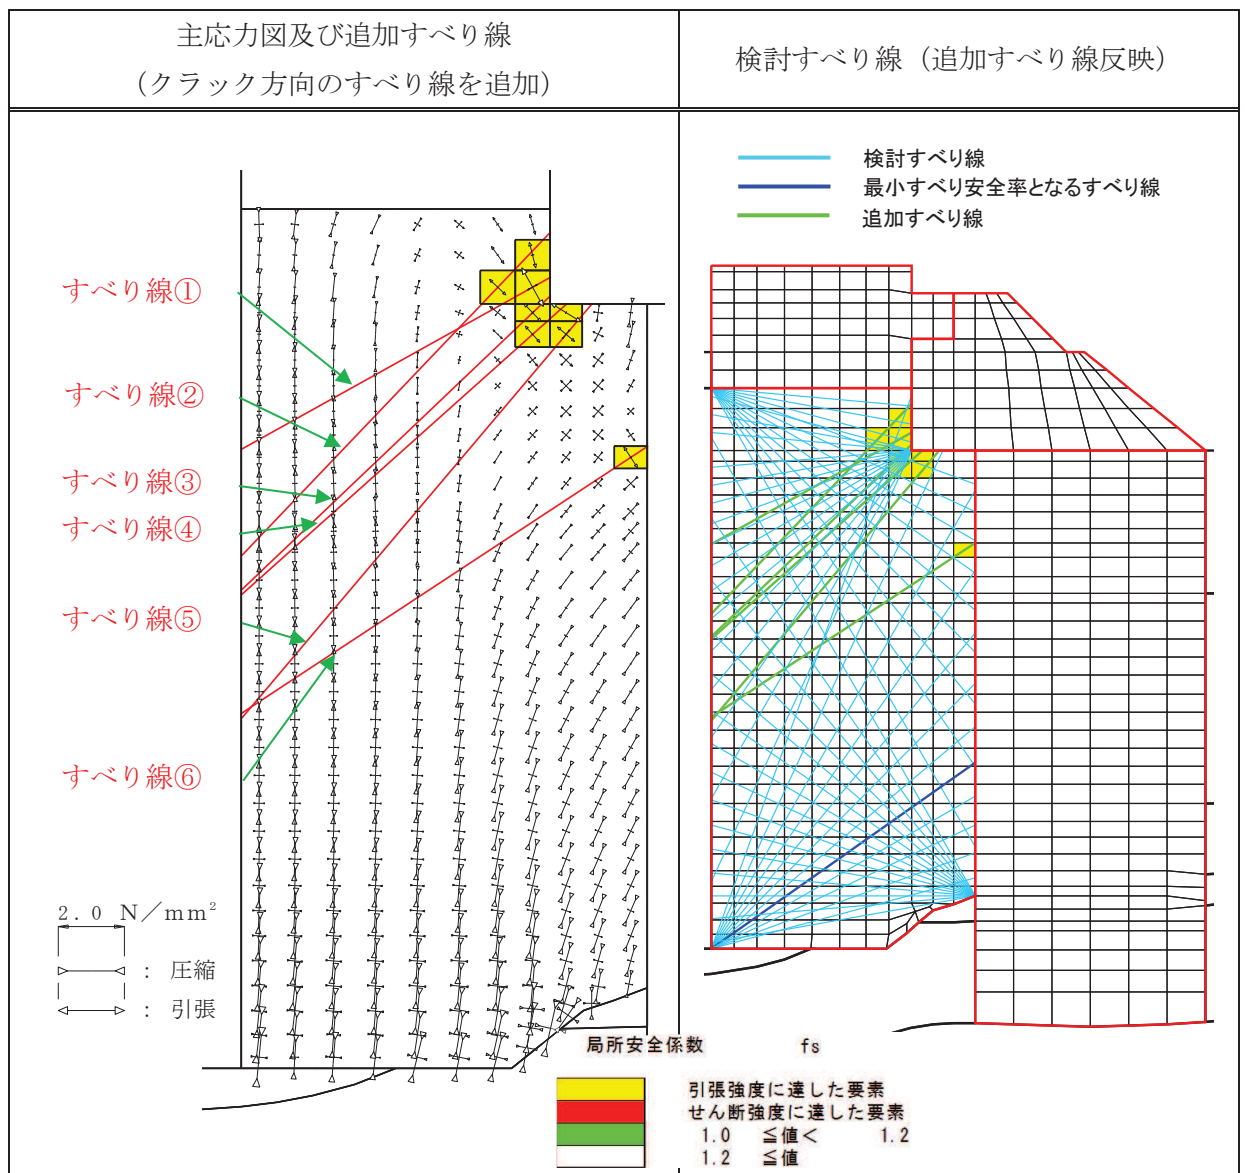 主応力図及び追加すべり線
（クラック方向のすべり線を追加）
検討すべり線（追加すべり線反映）
検討すべり線
最小すべり安全率となるすべり線
追加すべり線
すべり線①
すべり線②
すべり線③
すべり線④
すべり線⑤
すべり線⑥
2.0 N／mm²
： 圧縮
： 引張
局所安全係数 fs
引張強度に達した要素
せん断強度に達した要素
1.0 ≦値＜ 1.2
1.2 ≦値